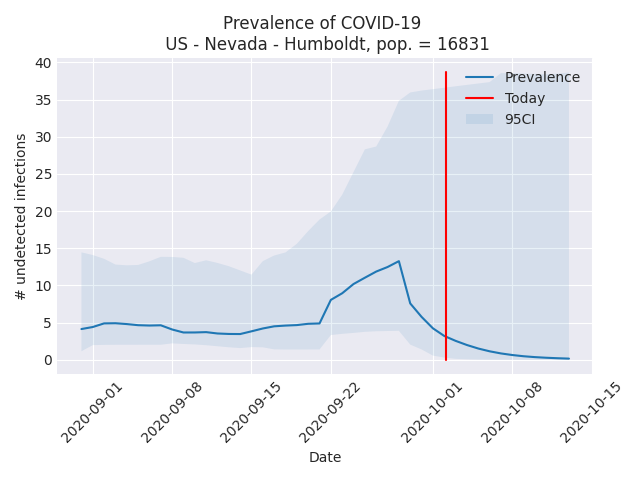 Prevalence of COVID-19
US - Nevada - Humboldt, pop. = 16831
40
35
30
25
20
15
10
5
0
# undetected infections
Prevalence
Today
95CI
2020-09-01
2020-09-08
2020-09-15
2020-09-22
2020-10-01
2020-10-08
2020-10-15
Date